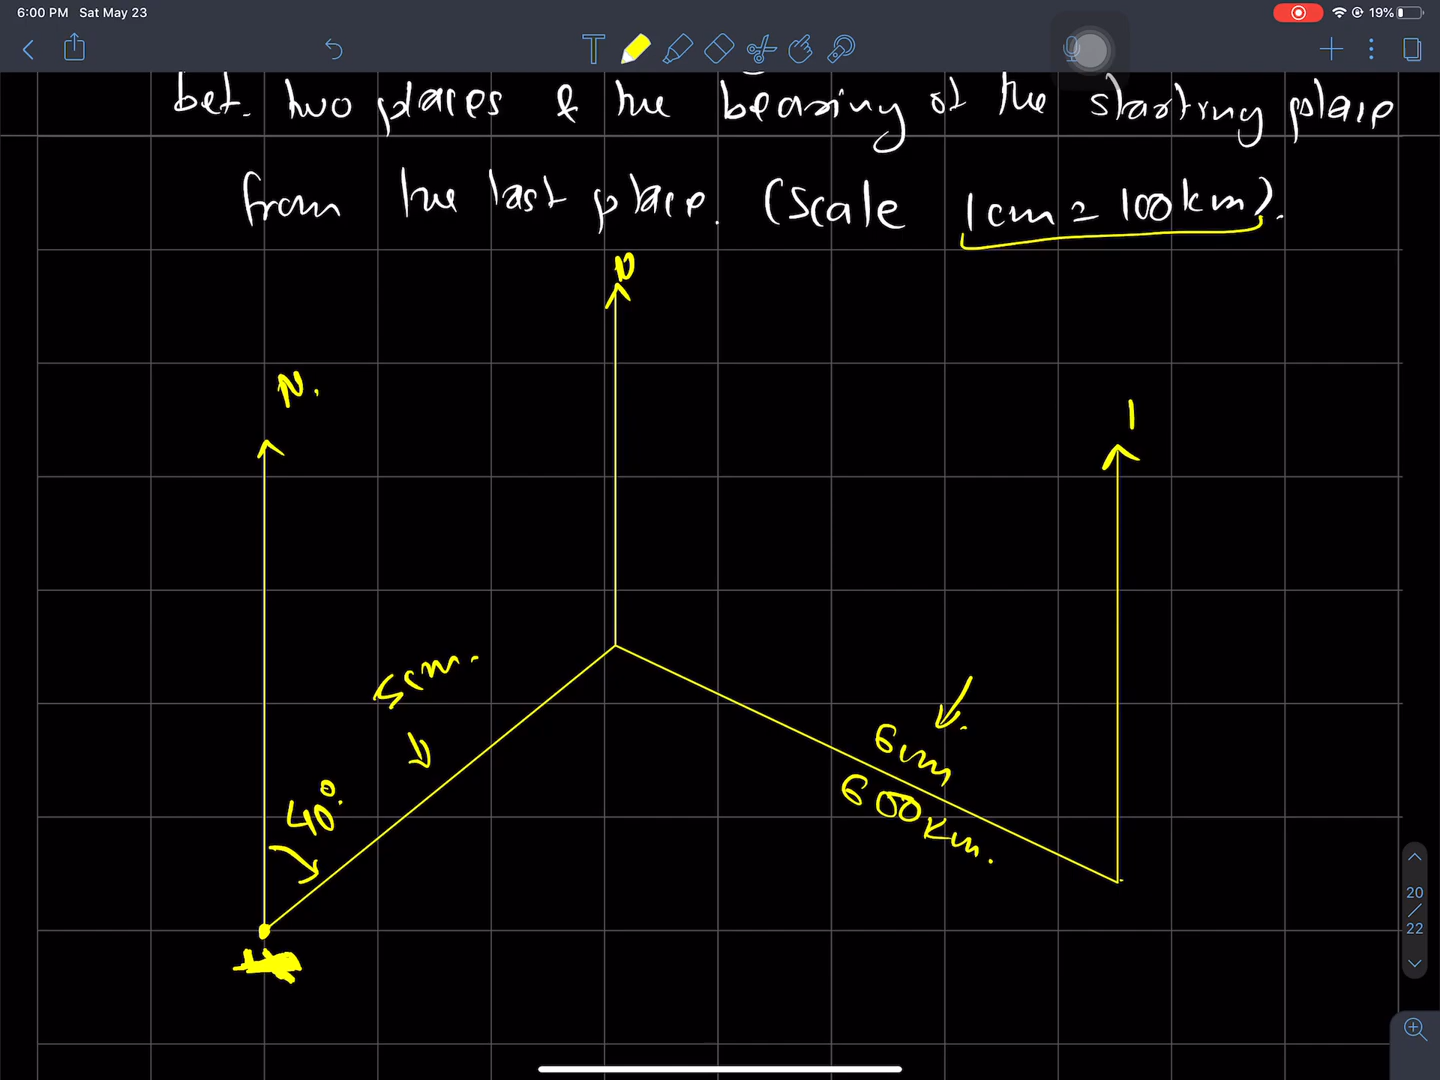 6:00 PM Sat May 23
19%
T
bet. two places & the bearing of the starting place
from the last place. (Scale 1cm = 100km).
N
N.
5cm.
6cm
600km.
40°.
20
22